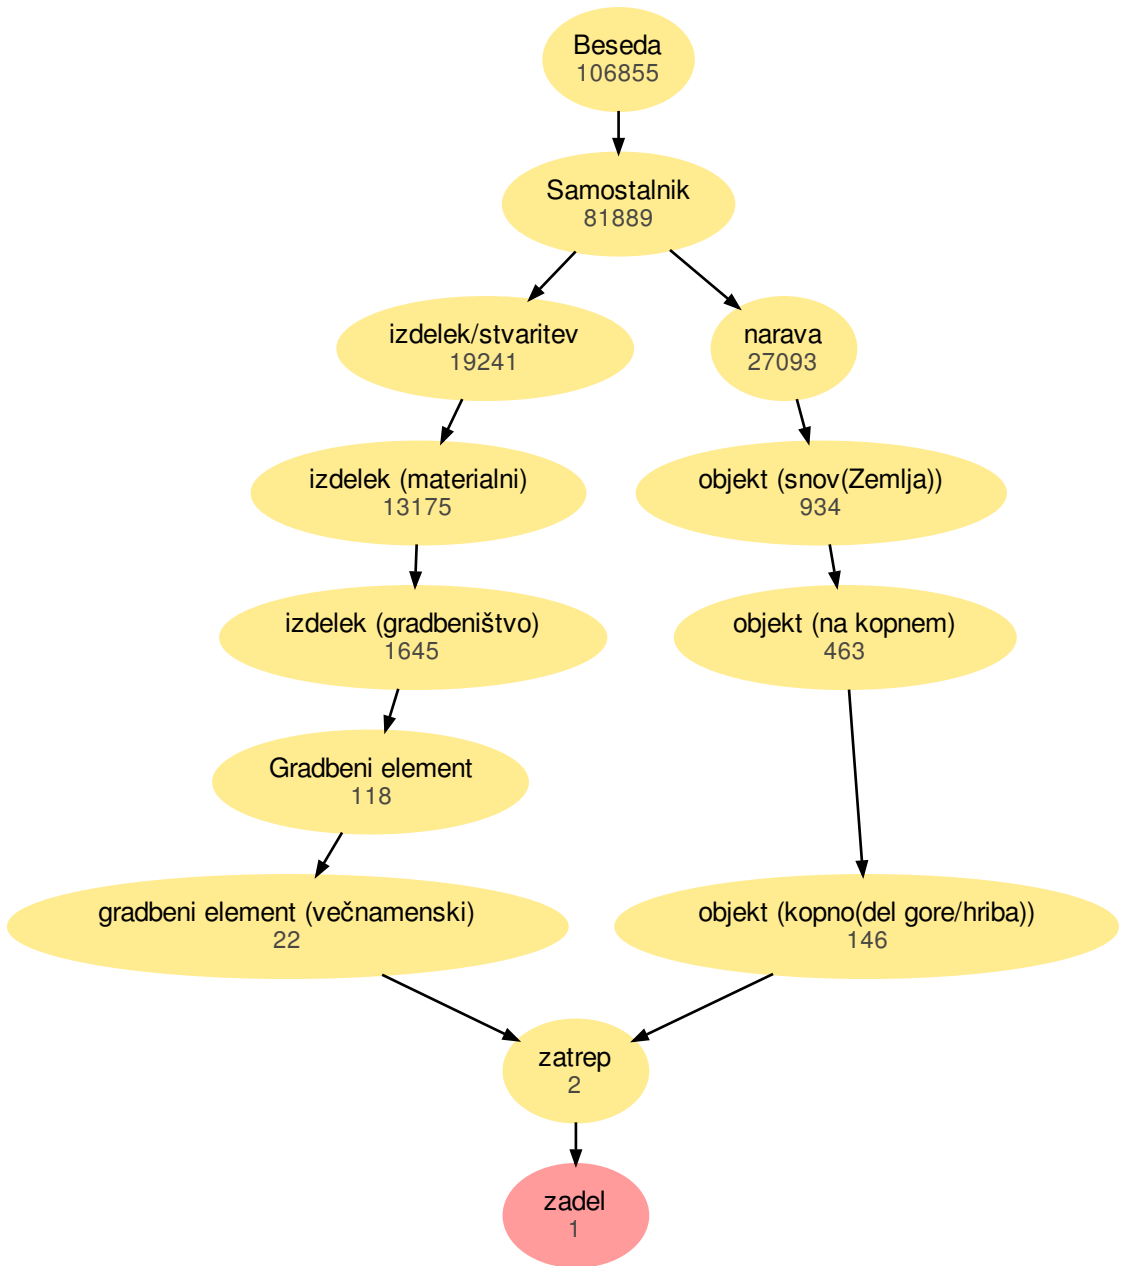 Beseda
106855
Samostalnik
81889
izdelek/stvaritev
19241
narava
27093
izdelek (materialni)
13175
objekt (snov(Zemlja))
934
izdelek (gradbeništvo)
1645
objekt (na kopnem)
463
Gradbeni element
118
gradbeni element (večnamenski)
22
objekt (kopno(del gore/hriba))
146
zatrep
2
zadel
1